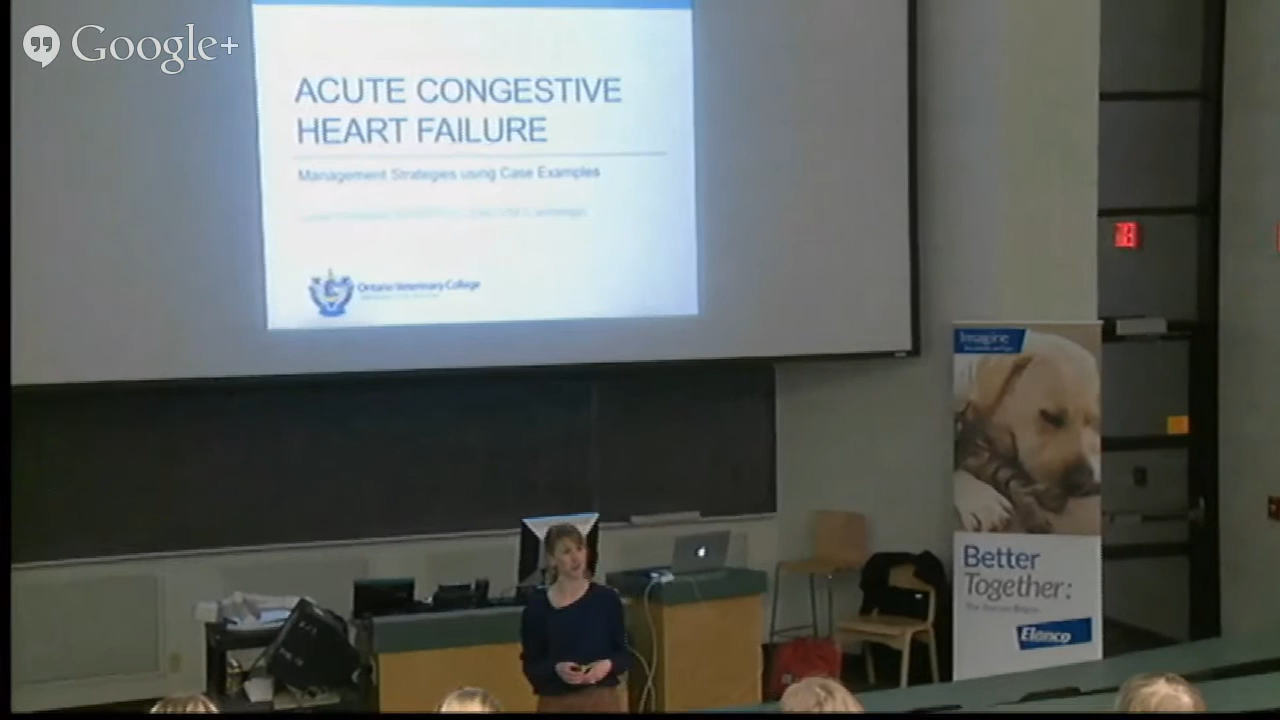 Google+
ACUTE CONGESTIVE
HEART FAILURE
Management Strategies using Case Examples
Ontario Veterinary College
Imagine
Better
Together:
Elanco